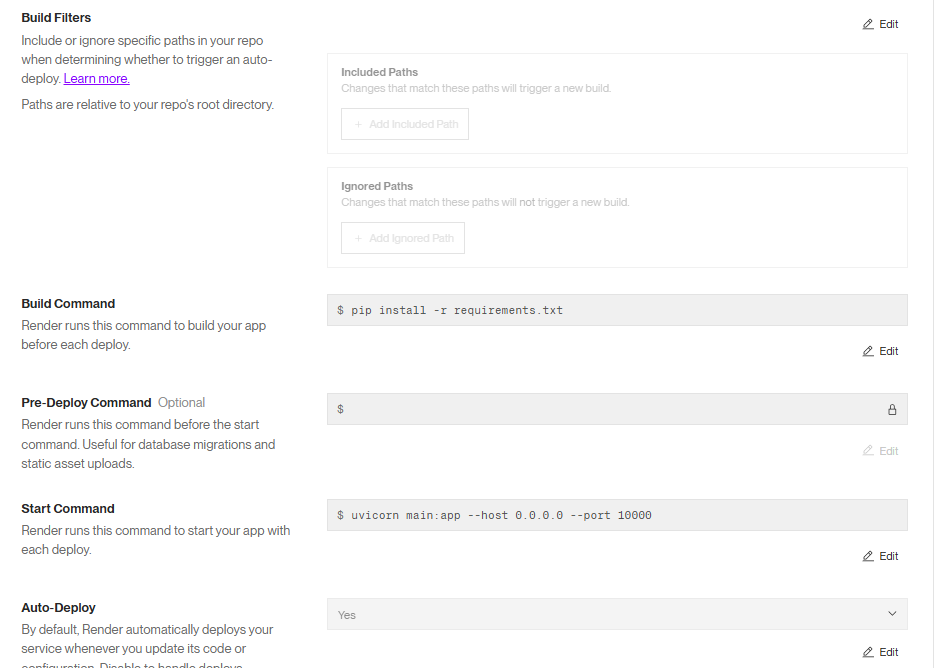 Build Filters
Edit
Include or ignore specific paths in your repo
when determining whether to trigger an auto-
deploy. Learn more.
Paths are relative to your repo's root directory.
Included Paths
Changes that match these paths will trigger a new build.
+ Add Included Path
Ignored Paths
Changes that match these paths will not trigger a new build.
+ Add Ignored Path
Build Command
Render runs this command to build your app
before each deploy.
$ pip install -r requirements.txt
Edit
Pre-Deploy Command Optional
Render runs this command before the start
command. Useful for database migrations and
static asset uploads.
$
Edit
Start Command
Render runs this command to start your app with
each deploy.
$ uvicorn main:app --host 0.0.0.0 --port 10000
Edit
Auto-Deploy
By default, Render automatically deploys your
service whenever you update its code or
configuration. Disable to handle deploys
Yes
Edit